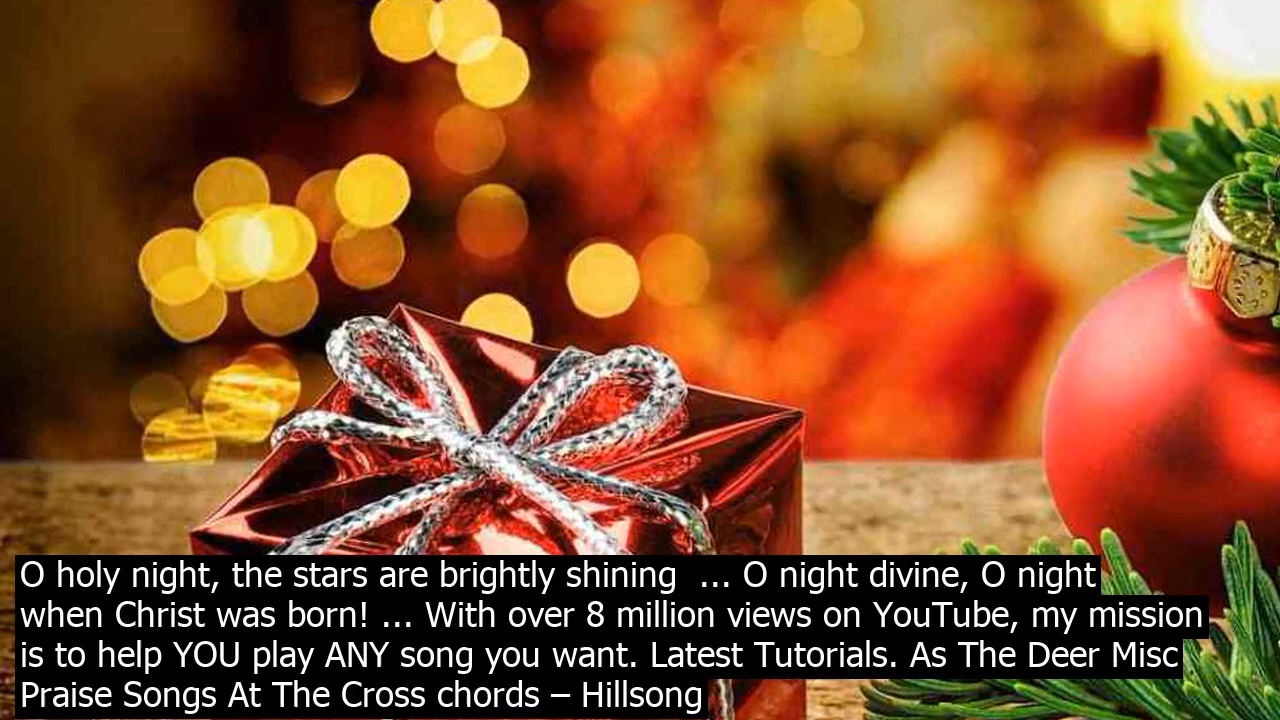 O holy night, the stars are brightly shining  ... O night divine, O night
when Christ was born! ... With over 8 million views on YouTube, my mission
is to help YOU play ANY song you want. Latest Tutorials. As The Deer Misc
Praise Songs At The Cross chords – Hillsong